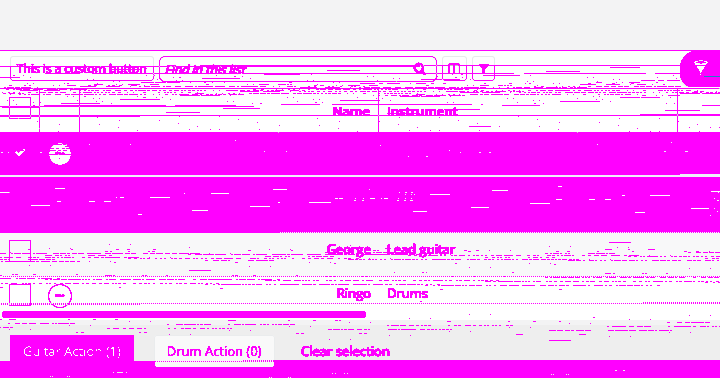 This is a custom button Find in this list
Name Instrument
George Lead guitar
Ringo Drums
Guitar Action (1) Drum Action (0) Clear selection